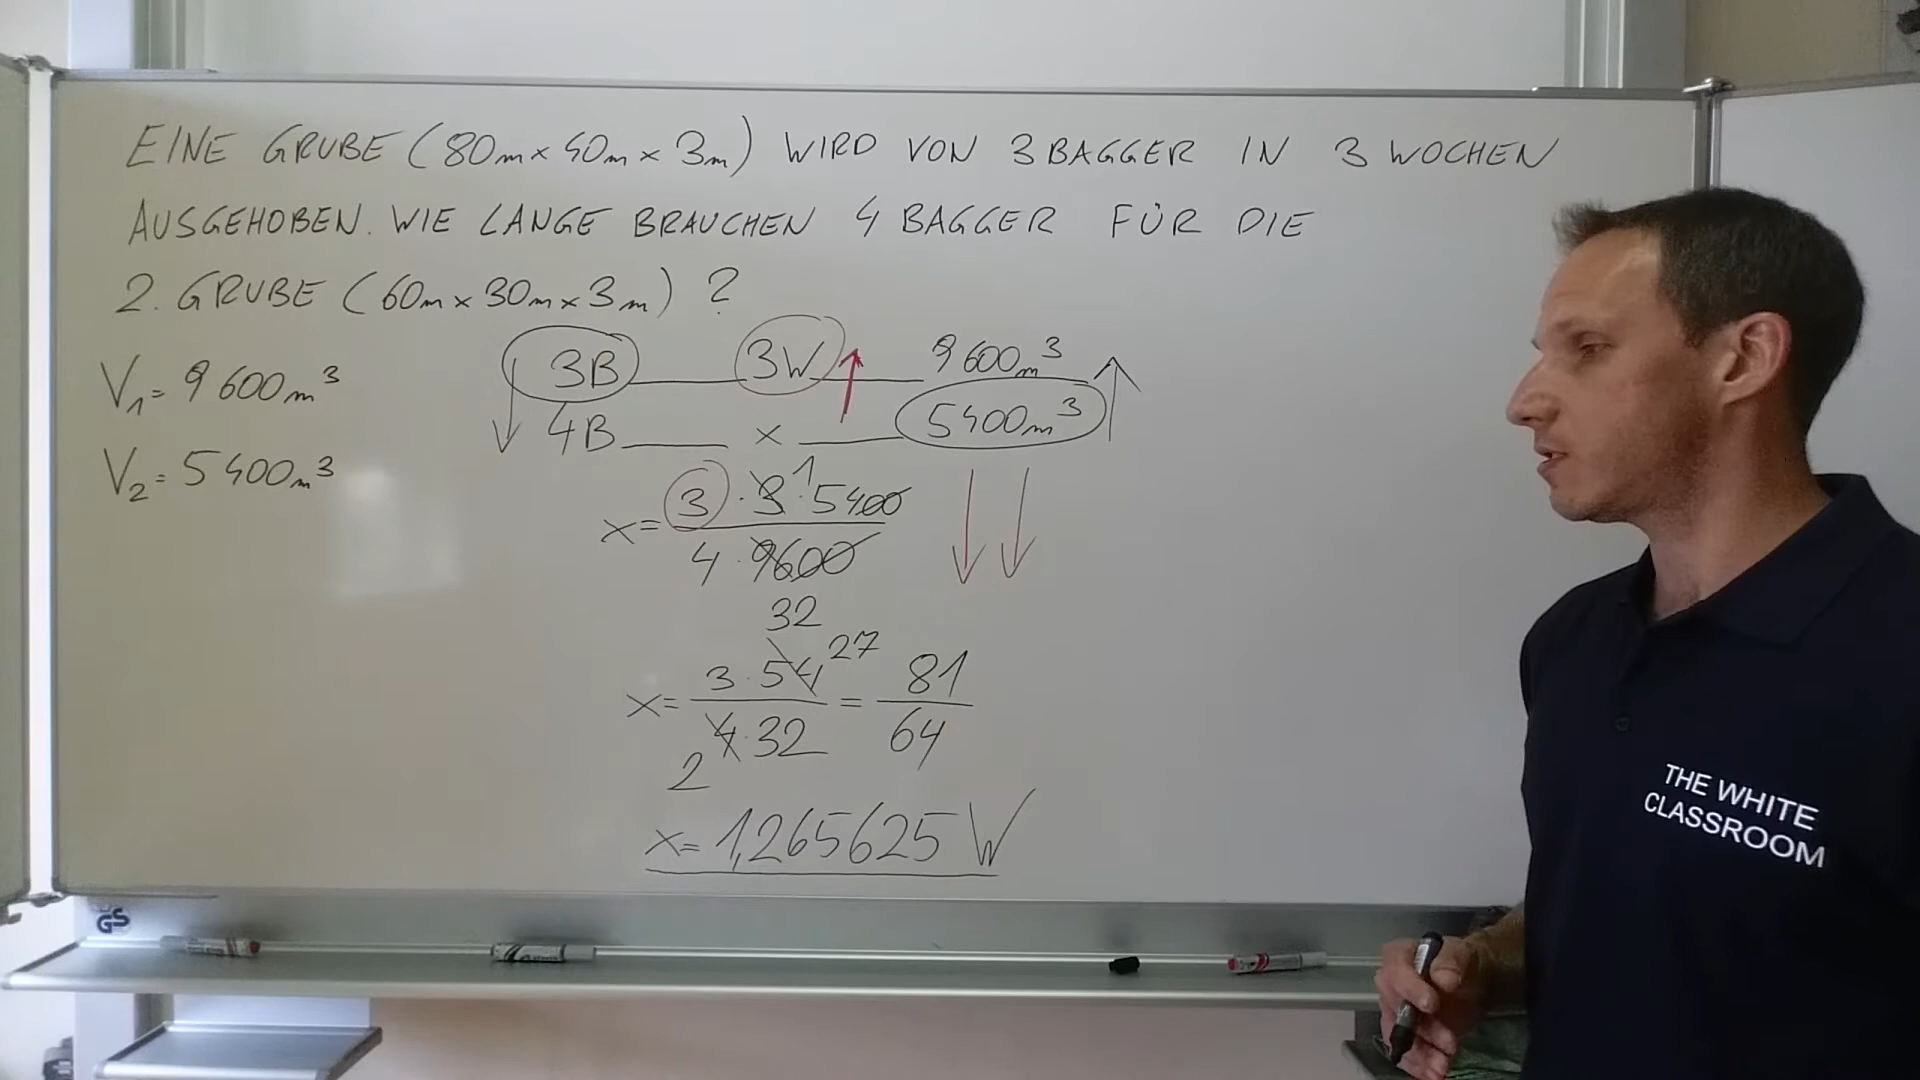 EINE GRUBE (80m x 40m x 3m) WIRD VON 3 BAGGER IN 3 WOCHEN
AUSGEHOBEN. WIE LANGE BRAUCHEN 4 BAGGER FÜR DIE
2. GRUBE (60m x 30m x 3m) ?
V₁ = 9600m³
V₂ = 5400m³
3B 3W 9600m³
4B x 5400m³
x = 3 · 3 1 · 5400
4 · 9600
32
x = 3 · 54 27 = 81
4 · 32 64
2
x = 1,265625 W
THE WHITE
CLASSROOM
GS